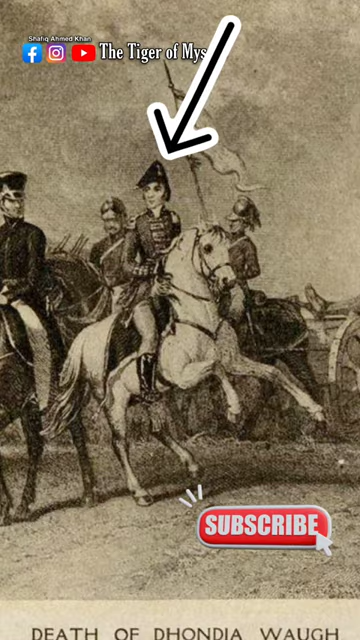 Shafiq Ahmed Khan
The Tiger of Mys
SUBSCRIBE
DEATH OF DHONDIA WAUGH